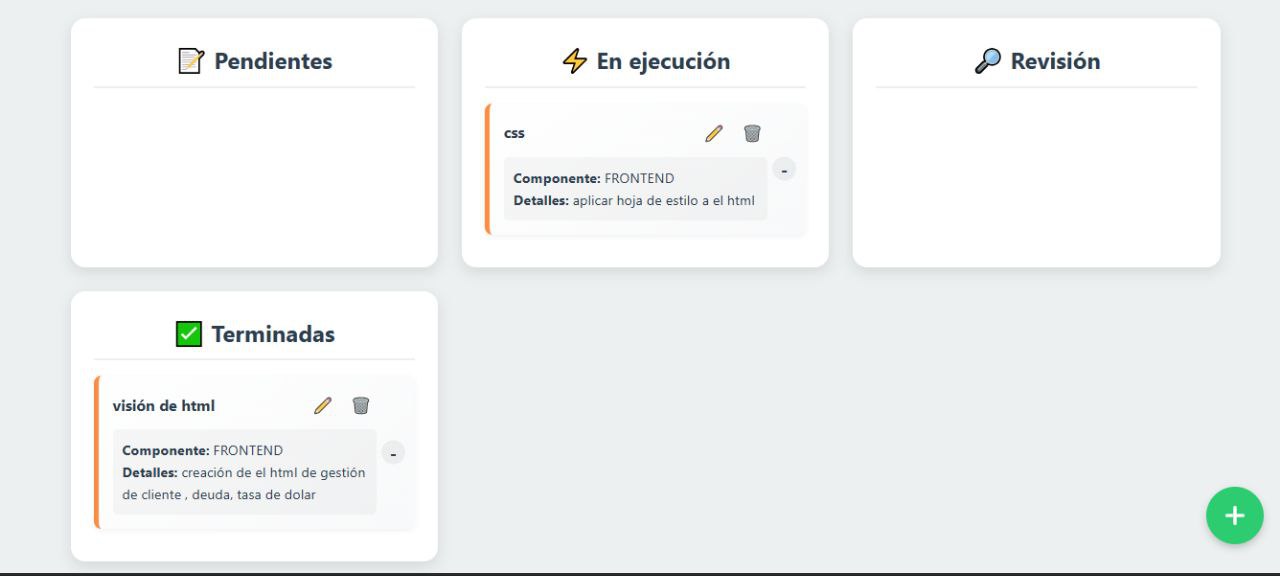 Pendientes
En ejecución
Revisión
css
-
Componente: FRONTEND
Detalles: aplicar hoja de estilo a el html
Terminadas
visión de html
-
Componente: FRONTEND
Detalles: creación de el html de gestión
de cliente , deuda, tasa de dolar
+